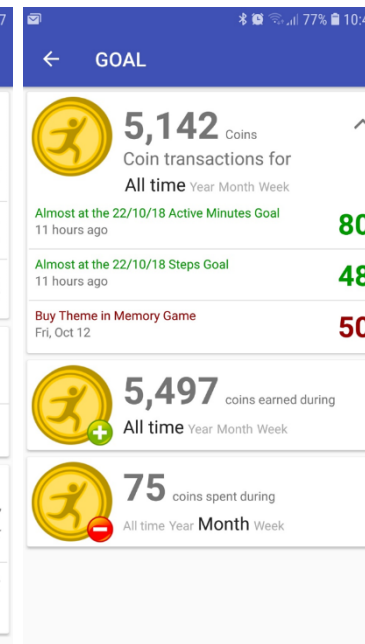 77% 10:4
GOAL
5,142 Coins
Coin transactions for
All time Year Month Week
Almost at the 22/10/18 Active Minutes Goal
11 hours ago
80
Almost at the 22/10/18 Steps Goal
11 hours ago
48
Buy Theme in Memory Game
Fri, Oct 12
50
5,497 coins earned during
All time Year Month Week
75 coins spent during
All time Year Month Week